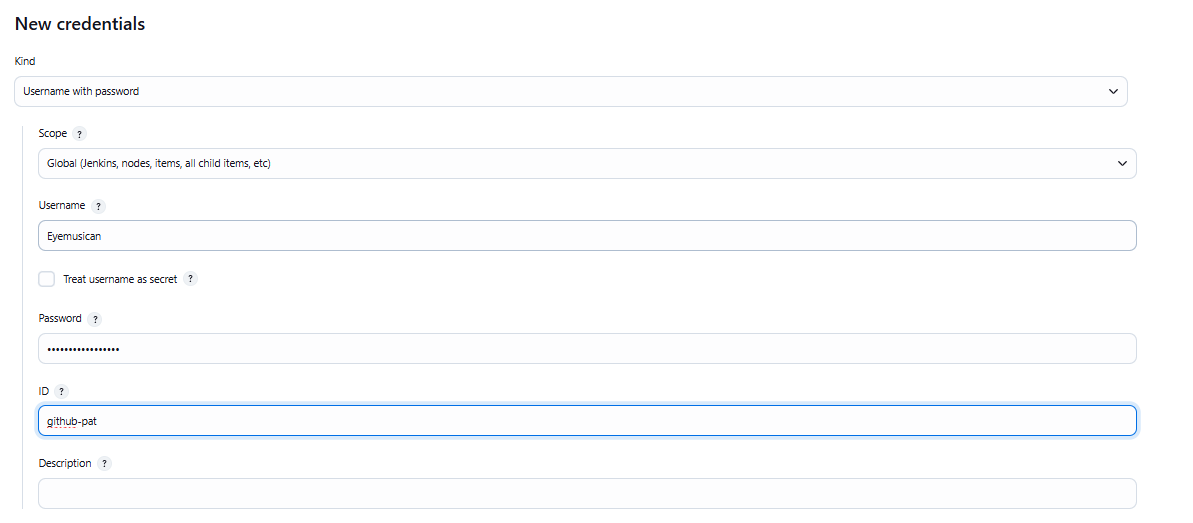 New credentials
Kind
Username with password
Scope ?
Global (Jenkins, nodes, items, all child items, etc)
Username ?
Eyemusican
Treat username as secret ?
Password ?
•••••••••••••••••
ID ?
github-pat
Description ?